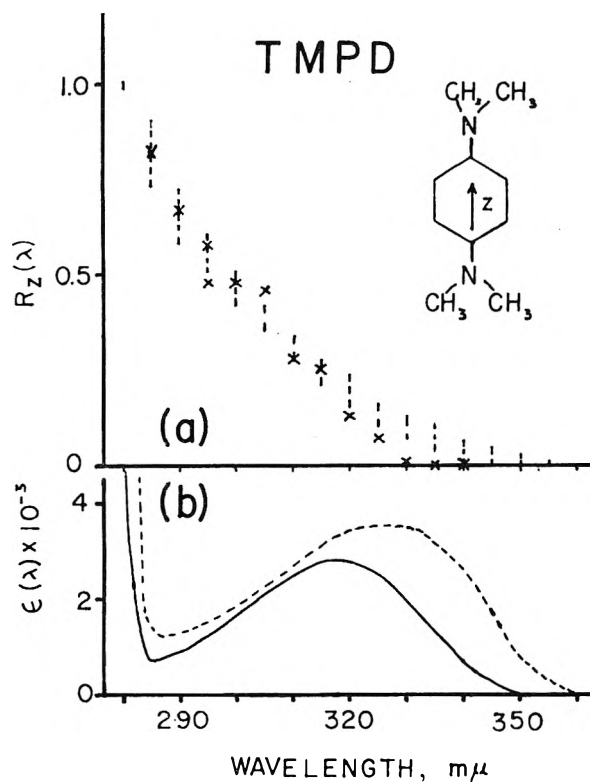 TMPD
CH3 CH3
N
Z
N
CH3 CH3
1.0
0.5
0
RZ(λ)
(a)
(b)
4
2
0
ϵ(λ) x 10⁻³
290 320 350
WAVELENGTH, mμ